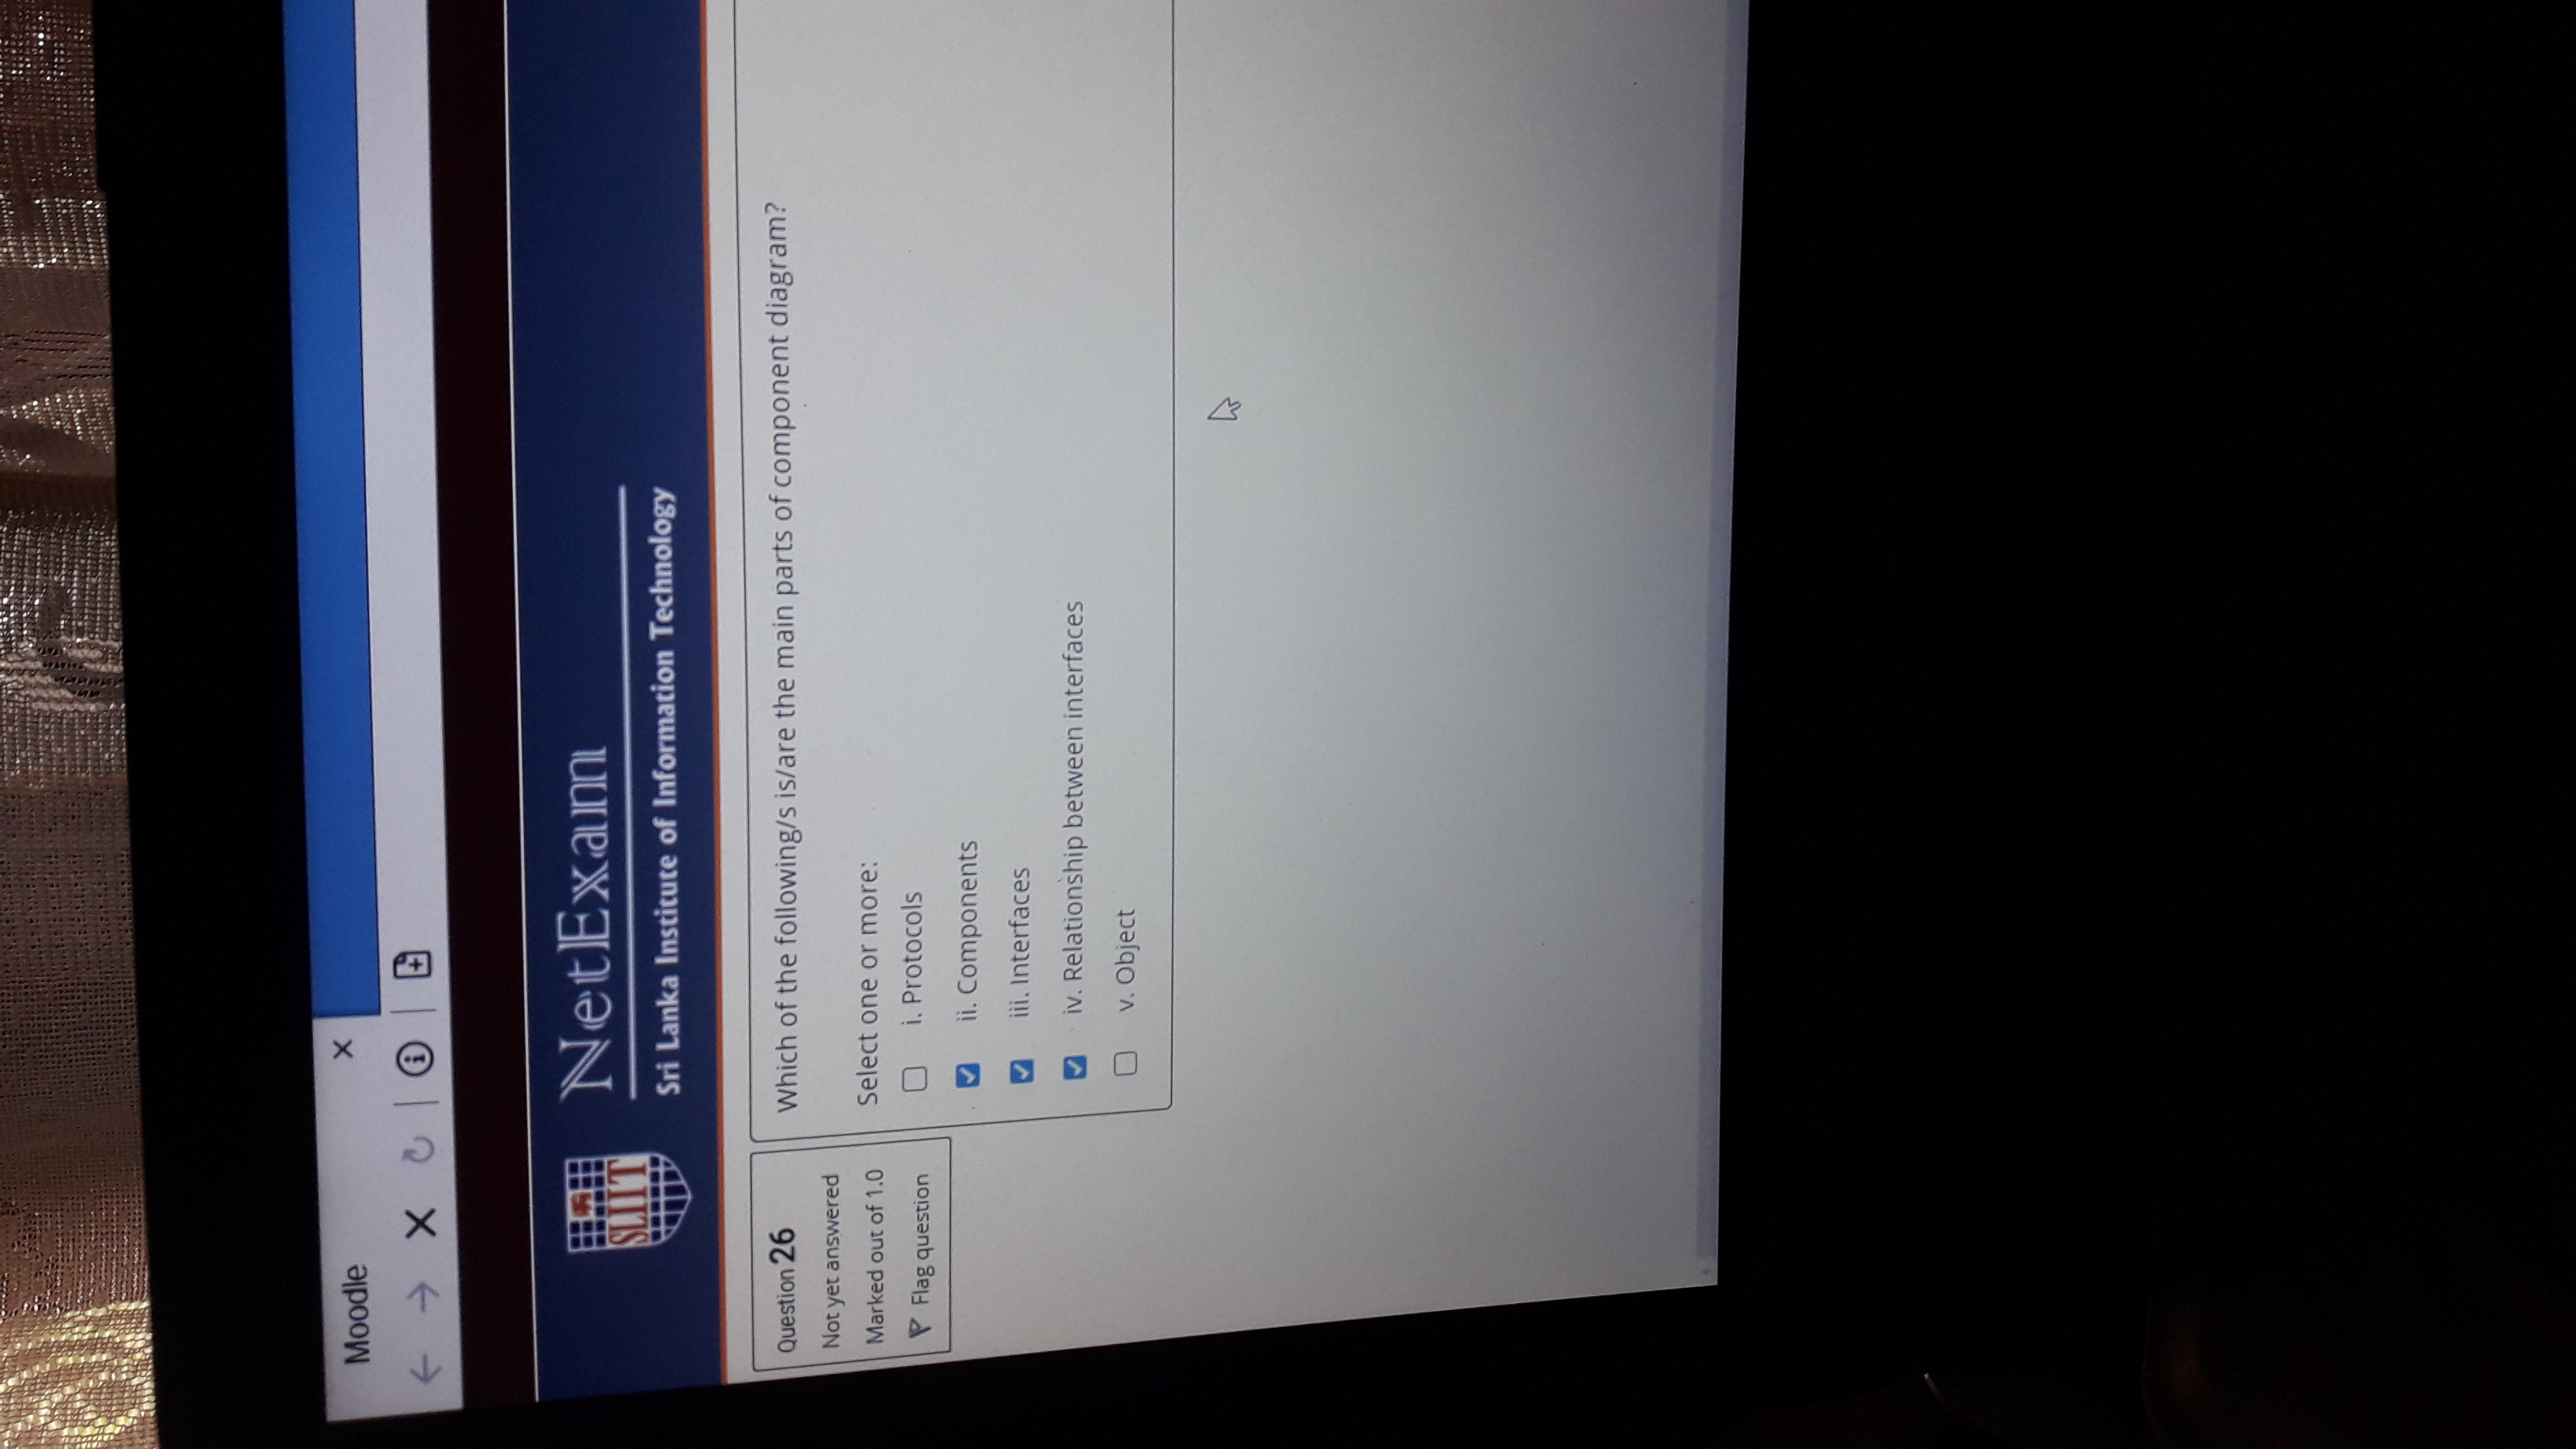 Moodle
NetExam
SLIIT
Sri Lanka Institute of Information Technology
Question 26
Not yet answered
Marked out of 1.0
Flag question
Which of the following/s is/are the main parts of component diagram?
Select one or more:
i. Protocols
ii. Components
iii. Interfaces
iv. Relationship between interfaces
v. Object